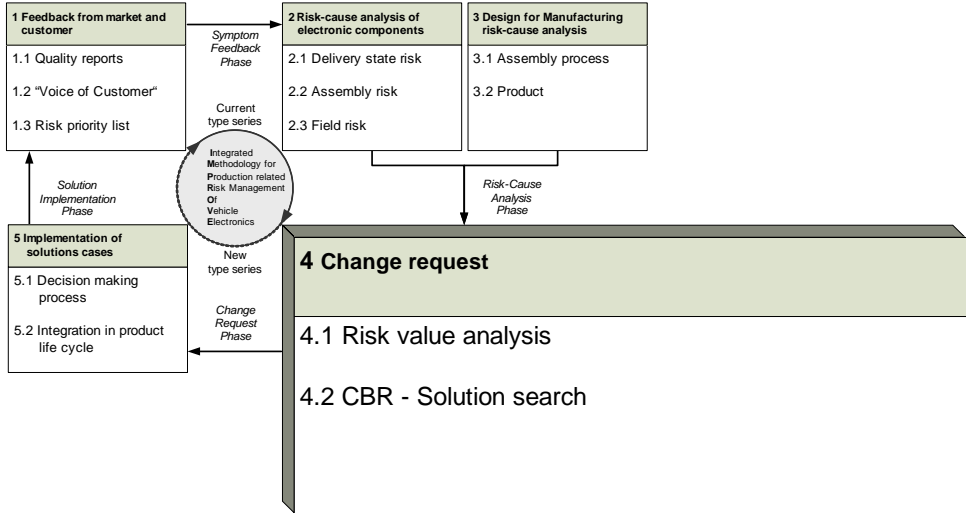 1 Feedback from market and
customer
1.1 Quality reports
1.2 "Voice of Customer“
1.3 Risk priority list
Symptom
Feedback
Phase
2 Risk-cause analysis of
electronic components
2.1 Delivery state risk
2.2 Assembly risk
2.3 Field risk
3 Design for Manufacturing
risk-cause analysis
3.1 Assembly process
3.2 Product
Current
type series
Integrated
Methodology for
Production related
Risk Management
Of
Vehicle
Electronics
New
type series
Solution
Implementation
Phase
Risk-Cause
Analysis
Phase
5 Implementation of
solutions cases
5.1 Decision making
process
5.2 Integration in product
life cycle
Change
Request
Phase
4 Change request
4.1 Risk value analysis
4.2 CBR - Solution search